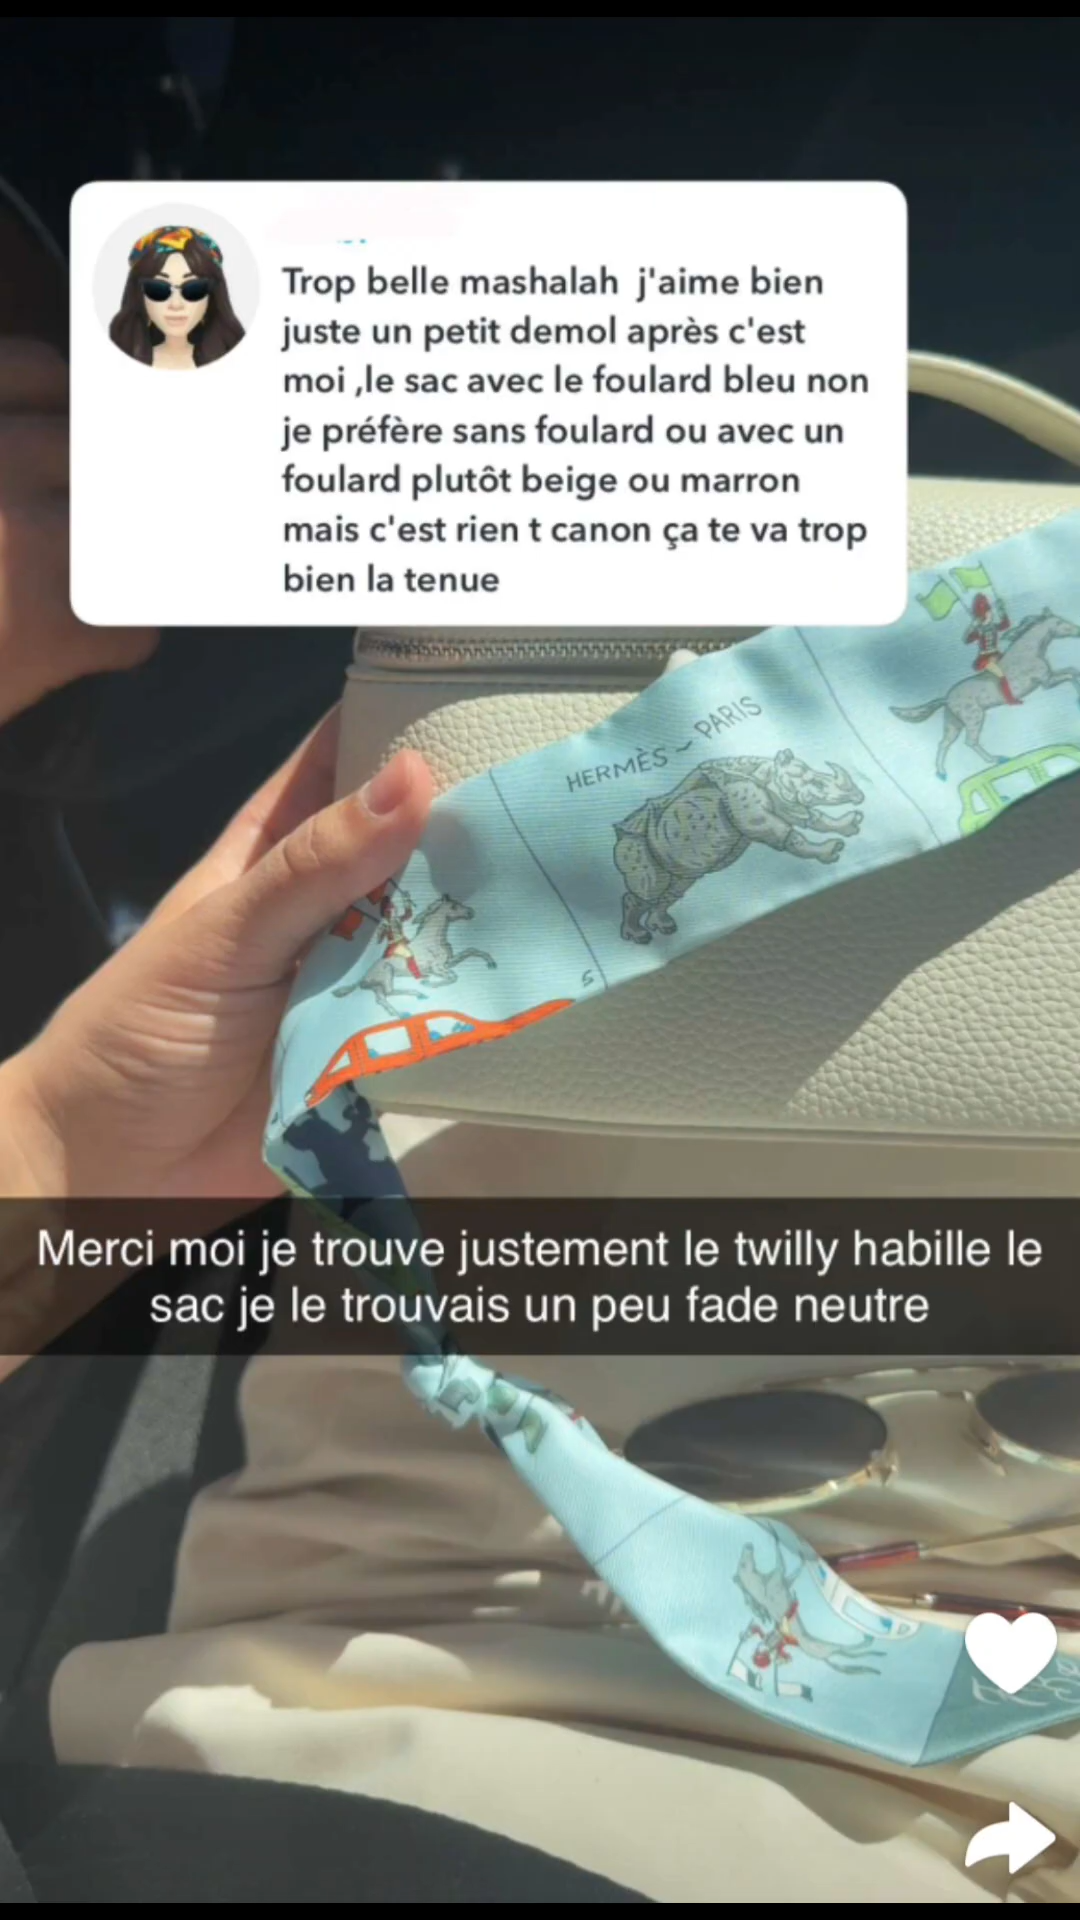 Trop belle mashalah  j'aime bien
juste un petit demol après c'est
moi ,le sac avec le foulard bleu non
je préfère sans foulard ou avec un
foulard plutôt beige ou marron
mais c'est rien t canon ça te va trop
bien la tenue
HERMÈS ~ PARIS
Merci moi je trouve justement le twilly habille le
sac je le trouvais un peu fade neutre